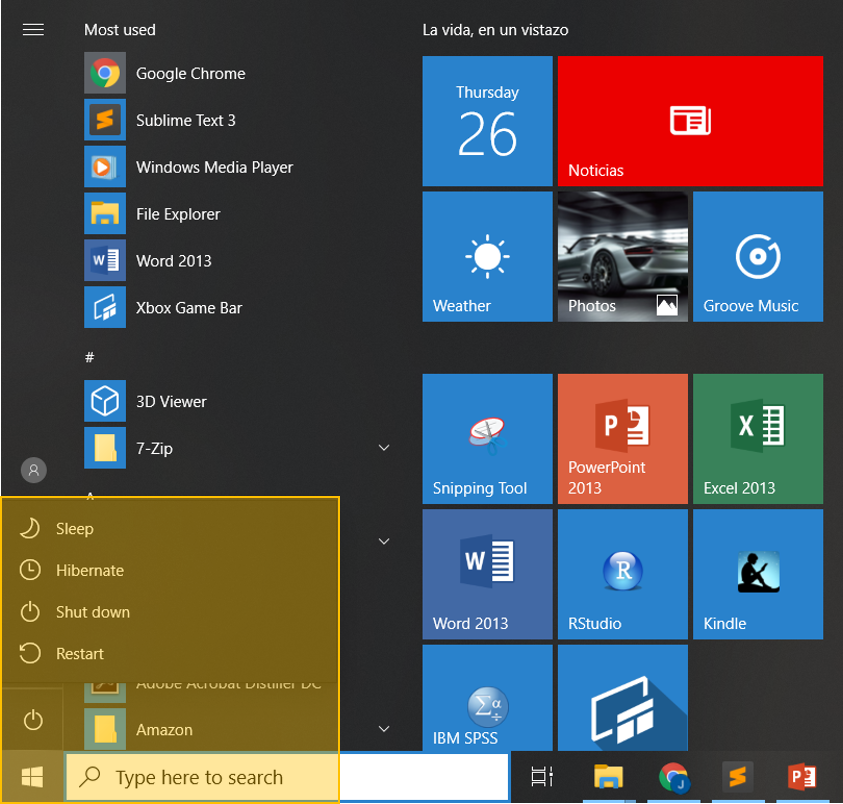 Most used
Google Chrome
Sublime Text 3
Windows Media Player
File Explorer
Word 2013
Xbox Game Bar
#
3D Viewer
7-Zip
A
Sleep
Hibernate
Shut down
Restart
Adobe Acrobat Distiller DC
Amazon
Type here to search
La vida, en un vistazo
Thursday
26
Noticias
Weather
Photos
Groove Music
Snipping Tool
PowerPoint
2013
Excel 2013
Word 2013
RStudio
Kindle
IBM SPSS